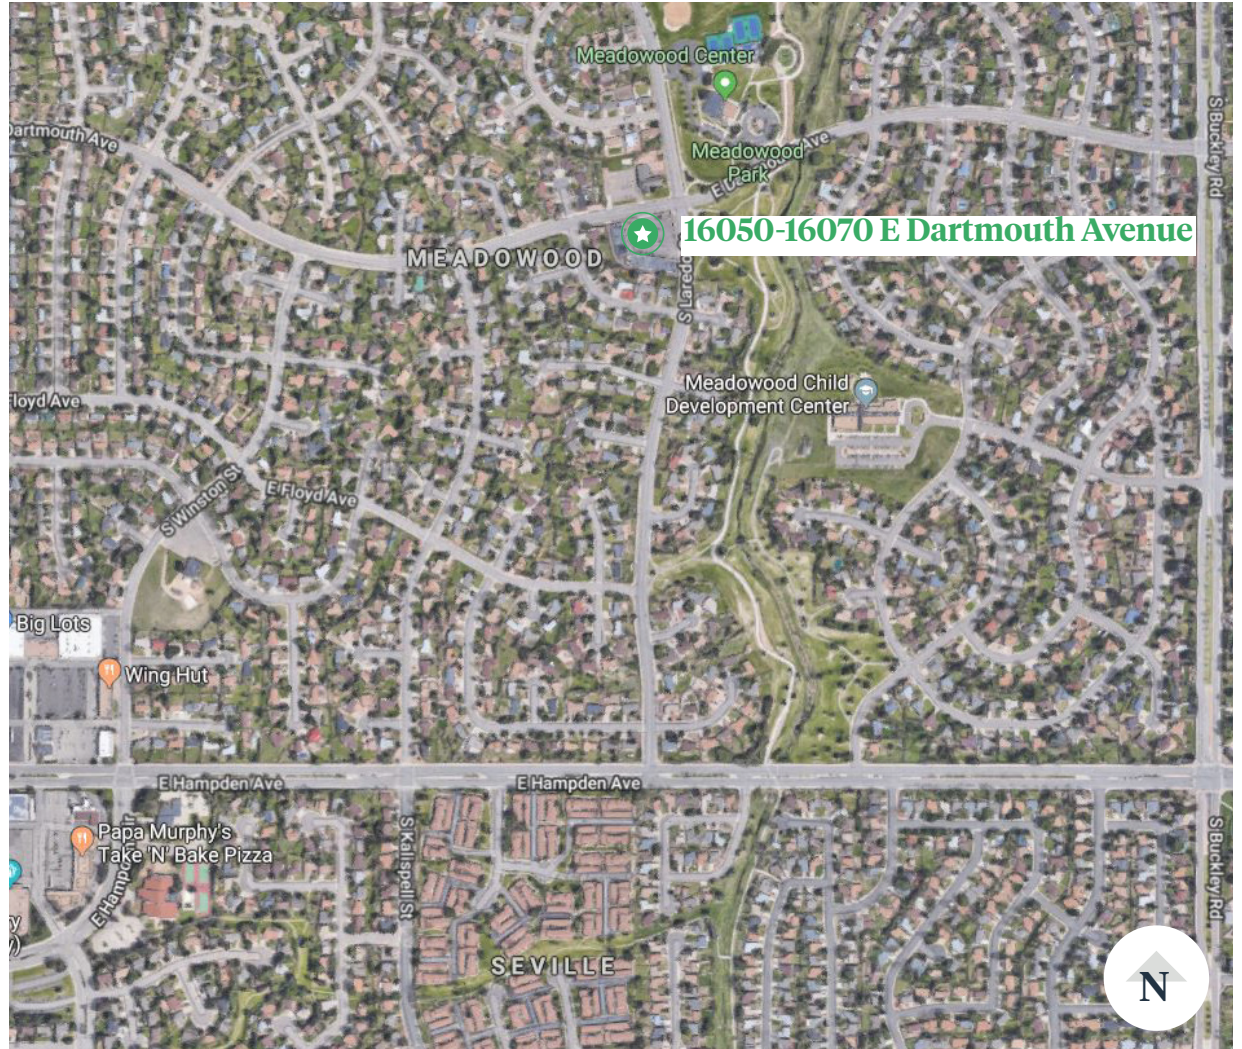 Meadowood Center
Dartmouth Ave
S Buckley Rd
Meadowood
Park
E Dartmouth Ave
16050-16070 E Dartmouth Avenue
MEADOWOOD
S Laredo
Meadowood Child
Development Center
Floyd Ave
S Winston St
E Floyd Ave
Big Lots
Wing Hut
E Hampden Ave
E Hampden Ave
Papa Murphy's
Take 'N' Bake Pizza
E Hampden Cir
S Kalispell St
S Buckley Rd
y
)
SEVILLE
N